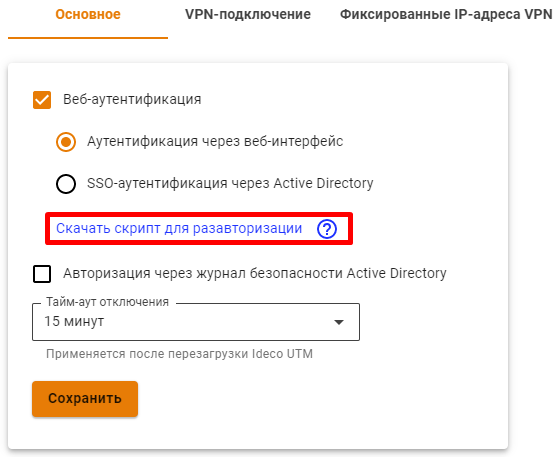 Основное VPN-подключение Фиксированные IP-адреса VPN
Веб-аутентификация
Аутентификация через веб-интерфейс
SSO-аутентификация через Active Directory
Скачать скрипт для разавторизации ?
Авторизация через журнал безопасности Active Directory
Тайм-аут отключения
15 минут
Применяется после перезагрузки Ideco UTM
Сохранить